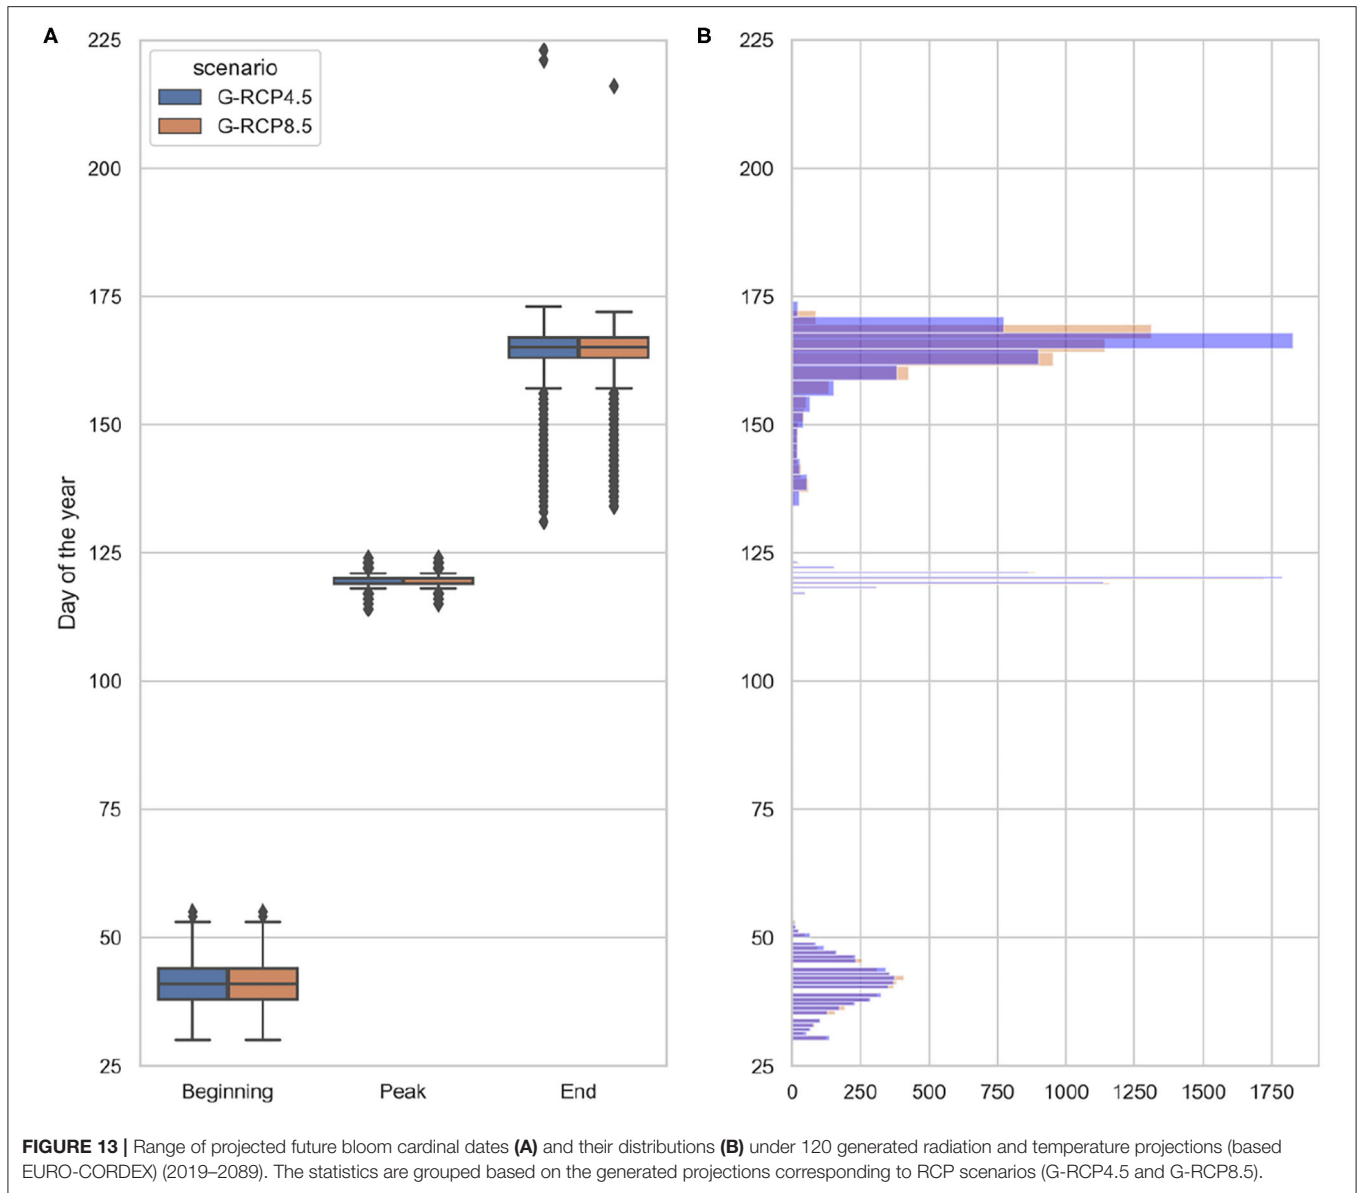 A
B
225
200
175
150
125
100
75
50
25
Day of the year
scenario
G-RCP4.5
G-RCP8.5
Beginning Peak End
225
200
175
150
125
100
75
50
25
0 250 500 750 1000 1250 1500 1750
FIGURE 13 | Range of projected future bloom cardinal dates (A) and their distributions (B) under 120 generated radiation and temperature projections (based
EURO-CORDEX) (2019–2089). The statistics are grouped based on the generated projections corresponding to RCP scenarios (G-RCP4.5 and G-RCP8.5).